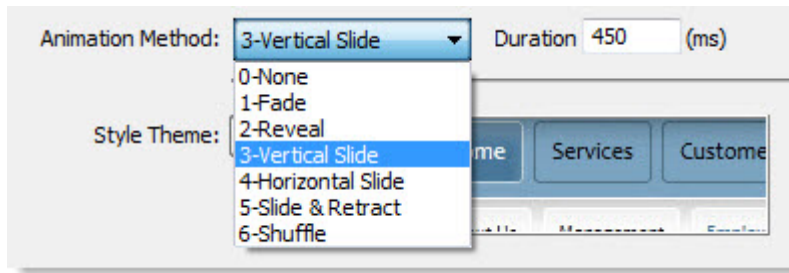 Animation Method: 3-Vertical Slide Duration 450 (ms)
0-None
1-Fade
2-Reveal
Style Theme:
3-Vertical Slide
4-Horizontal Slide
5-Slide & Retract
6-Shuffle
Services